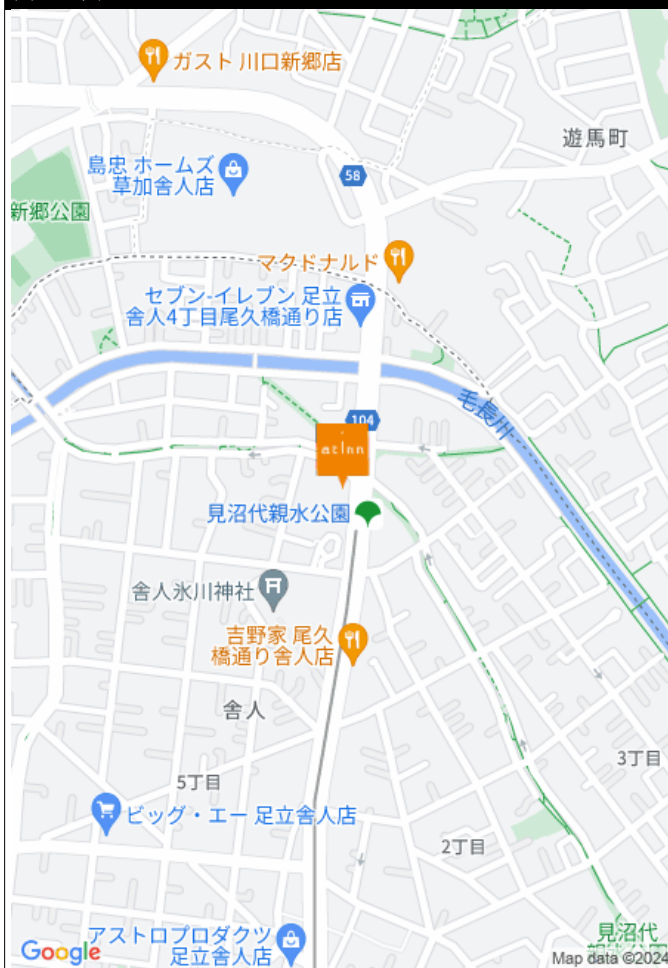 ガスト 川口新郷店
遊馬町
島忠 ホームズ
草加舎人店
58
新郷公園
マクドナルド
セブン-イレブン 足立
舎人4丁目尾久橋通り店
毛長川
104
at inn
見沼代親水公園
舎人氷川神社
吉野家 尾久
橋通り舎人店
舎人
3丁目
5丁目
ビッグ・エー 足立舎人店
2丁目
アストロプロダクツ
足立舎人店
見沼代
Google
Map data ©2024